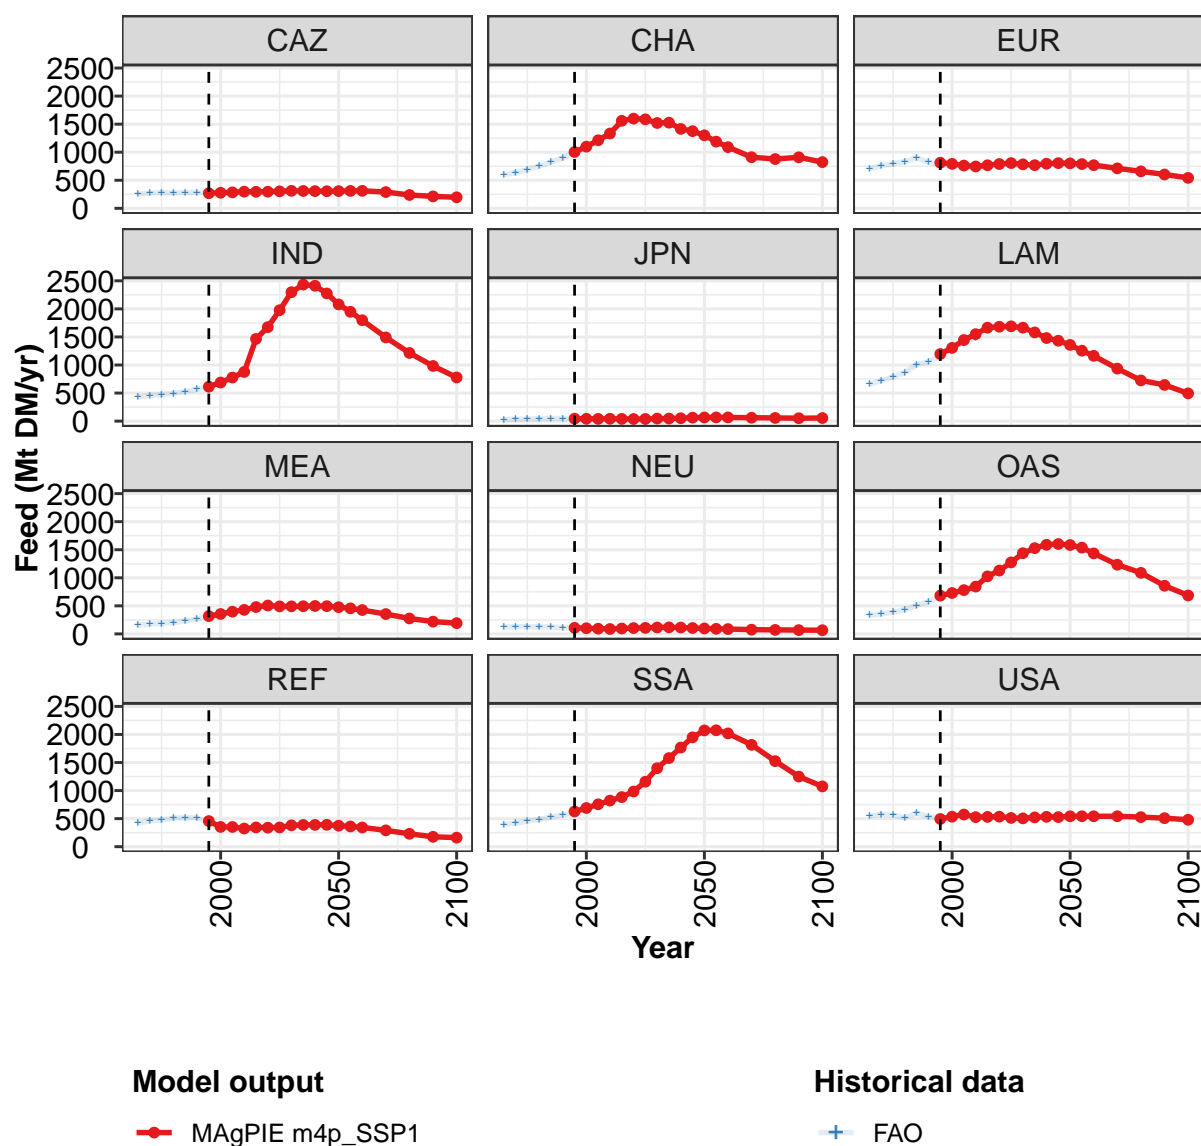 CAZ CHA EUR
2500
2000
1500
1000
500
0
IND JPN LAM
2500
2000
1500
1000
500
0
MEA NEU OAS
2500
2000
1500
1000
500
0
REF SSA USA
2500
2000
1500
1000
500
0
Feed (Mt DM/yr)
2000 2050 2100 2000 2050 2100 2000 2050 2100
Year
Model output Historical data
MAgPIE m4p_SSP1 FAO